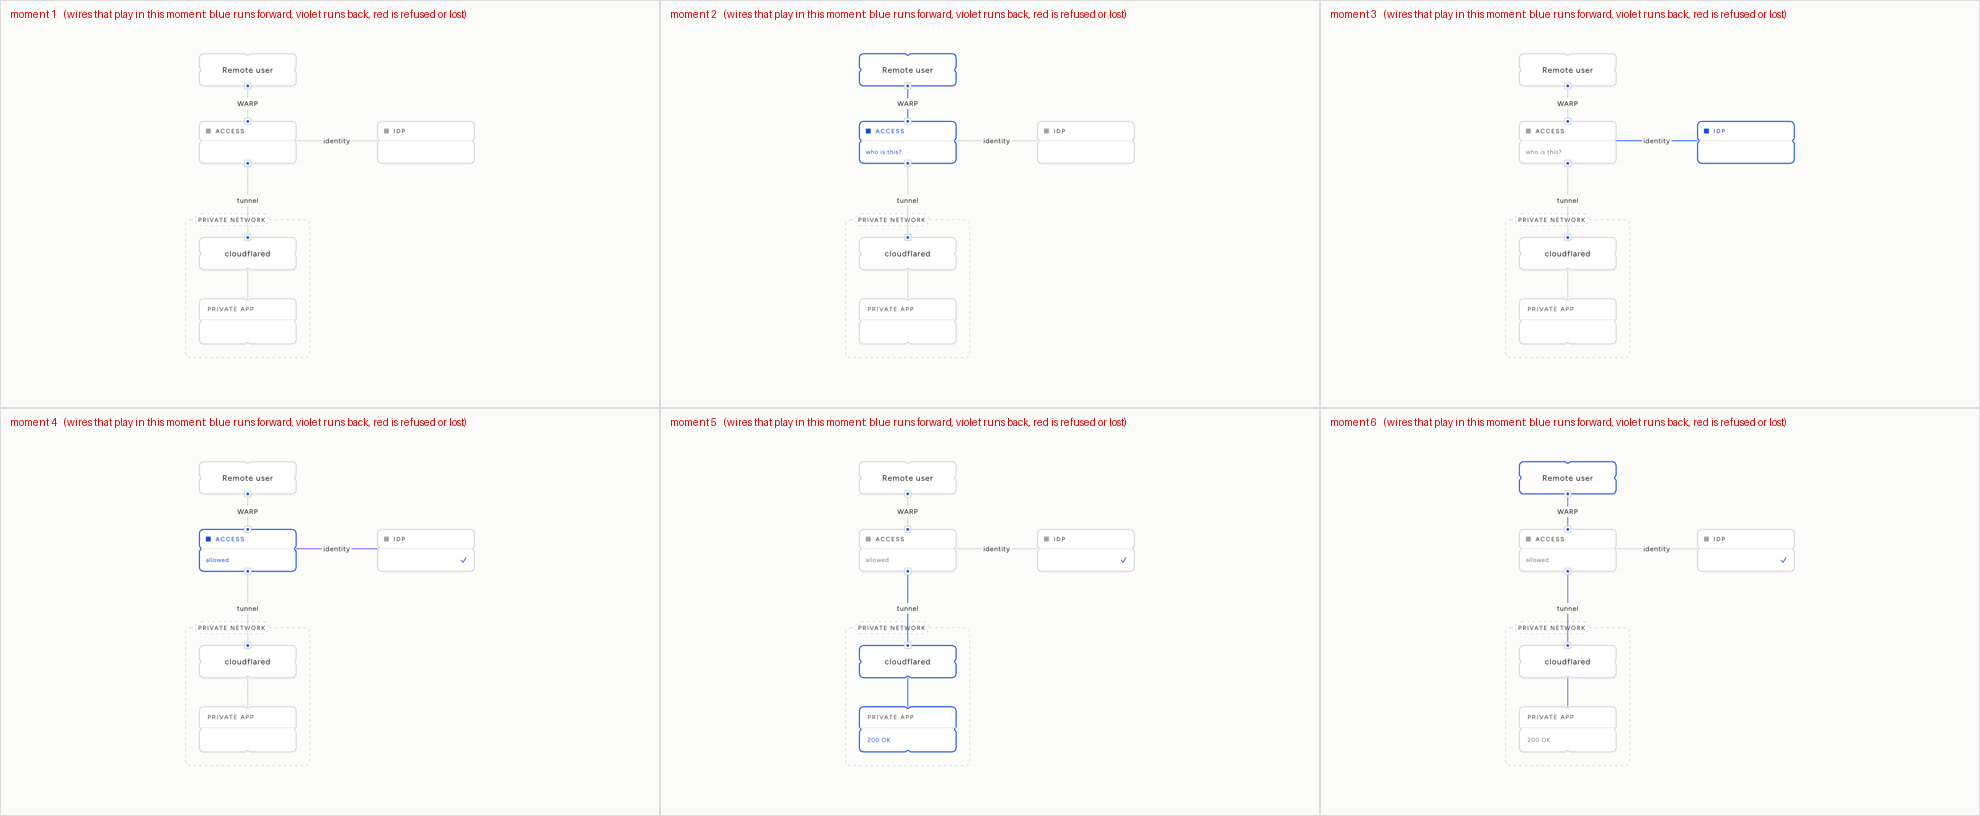 moment 1 (wires that play in this moment: blue runs forward, violet runs back, red is refused or lost)
Remote user
WARP
ACCESS
identity
IDP
tunnel
PRIVATE NETWORK
cloudflared
PRIVATE APP
moment 2 (wires that play in this moment: blue runs forward, violet runs back, red is refused or lost)
Remote user
WARP
ACCESS
identity
IDP
who is this?
tunnel
PRIVATE NETWORK
cloudflared
PRIVATE APP
moment 3 (wires that play in this moment: blue runs forward, violet runs back, red is refused or lost)
Remote user
WARP
ACCESS
identity
IDP
who is this?
tunnel
PRIVATE NETWORK
cloudflared
PRIVATE APP
moment 4 (wires that play in this moment: blue runs forward, violet runs back, red is refused or lost)
Remote user
WARP
ACCESS
identity
IDP
allowed
tunnel
PRIVATE NETWORK
cloudflared
PRIVATE APP
moment 5 (wires that play in this moment: blue runs forward, violet runs back, red is refused or lost)
Remote user
WARP
ACCESS
identity
IDP
allowed
tunnel
PRIVATE NETWORK
cloudflared
PRIVATE APP
200 OK
moment 6 (wires that play in this moment: blue runs forward, violet runs back, red is refused or lost)
Remote user
WARP
ACCESS
identity
IDP
allowed
tunnel
PRIVATE NETWORK
cloudflared
PRIVATE APP
200 OK